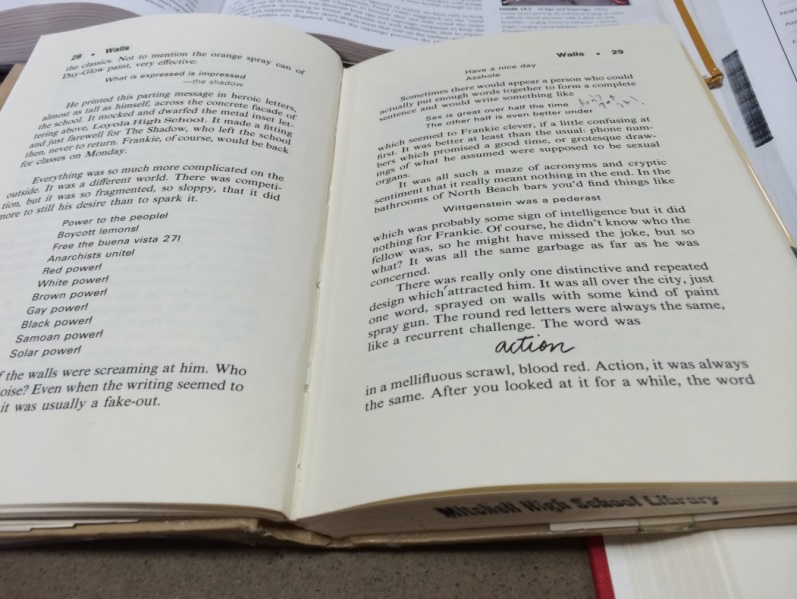 28 • Walls
the classics. Not to mention the orange spray can of
Day-Glow paint, very effective:
What is expressed is impressed
—the shadow
He printed this parting message in heroic letters,
almost as tall as himself, across the concrete facade of
the school. It mocked and dwarfed the metal inset let-
tering above, Loyola High School. It made a fitting
and just farewell for The Shadow, who left the school
then, never to return. Frankie, of course, would be back
for classes on Monday.
Everything was so much more complicated on the
outside. It was a different world. There was competi-
tion, but it was so fragmented, so sloppy, that it did
more to still his desire than to spark it.
Power to the people!
Boycott lemons!
Free the buena vista 27!
Anarchists unite!
Red power!
White power!
Brown power!
Gay power!
Black power!
Samoan power!
Solar power!
f the walls were screaming at him. Who
oise? Even when the writing seemed to
it was usually a fake-out.
Walls • 29
Have a nice day
Asshole
Sometimes there would appear a person who could
actually put enough words together to form a complete
sentence and would write something like
Sex is great over half the time
The other half is even better under
which seemed to Frankie clever, if a little confusing at
first. It was better at least than the usual: phone num-
bers which promised a good time, or grotesque draw-
ings of what he assumed were supposed to be sexual
organs.
It was all such a maze of acronyms and cryptic
sentiment that it really meant nothing in the end. In the
bathrooms of North Beach bars you'd find things like
Wittgenstein was a pederast
which was probably some sign of intelligence but it did
nothing for Frankie. Of course, he didn't know who the
fellow was, so he might have missed the joke, but so
what? It was all the same garbage as far as he was
concerned.
There was really only one distinctive and repeated
design which attracted him. It was all over the city, just
one word, sprayed on walls with some kind of paint
spray gun. The round red letters were always the same,
like a recurrent challenge. The word was
action
in a mellifluous scrawl, blood red. Action, it was always
the same. After you looked at it for a while, the word
Mitchell High School Library